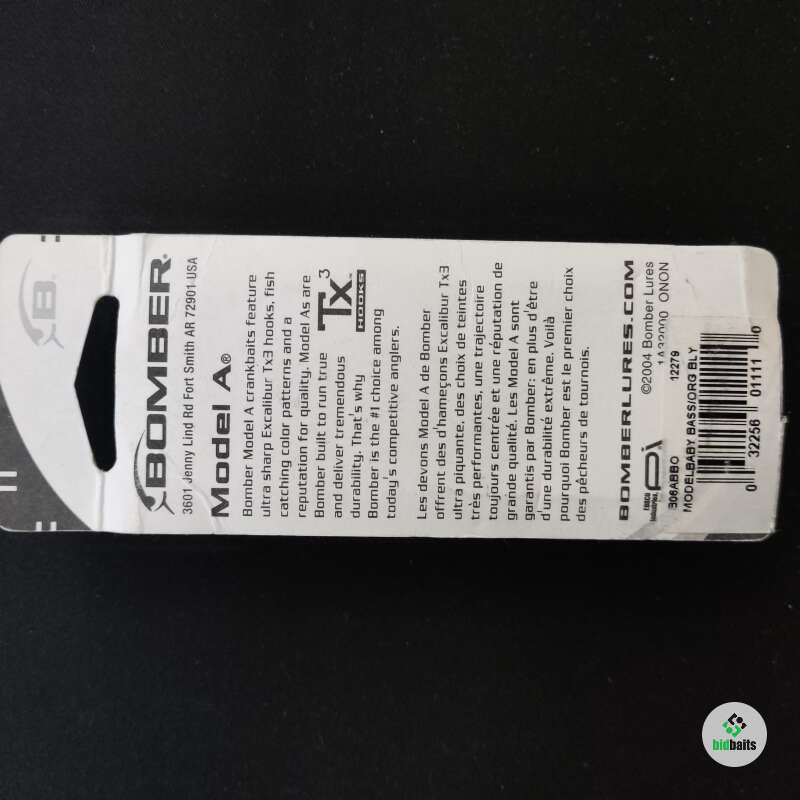 B.
BOMBER
3601 Jenny Lind Rd Fort Smith AR 72901 USA
Model A®
Bomber Model A crankbaits feature
ultra sharp Excalibur Tx3 hooks, fish
catching color patterns and a
reputation for quality. Model As are
Bomber built to run true
and deliver tremendous
durability. That's why
Bomber is the #1 choice among
today's competitive anglers.
Tx3™
HOOKS
Les devons Model A de Bomber
offrent des d'hameçons Excalibur Tx3
ultra piquante, des choix de teintes
très performantes, une trajectoire
toujours centrée et une réputation de
grande qualité. Les Model A sont
garantis par Bomber: en plus d'être
d'une durabilité extrême. Voilà
pourquoi Bomber est le premier choix
des pêcheurs de tournois.
BOMBERLURES.COM
©2004 Bomber Lures
1A33000 ONON
12279
MODELBABY BASS/ORG BLY
0 32256 01111 0
bidbaits